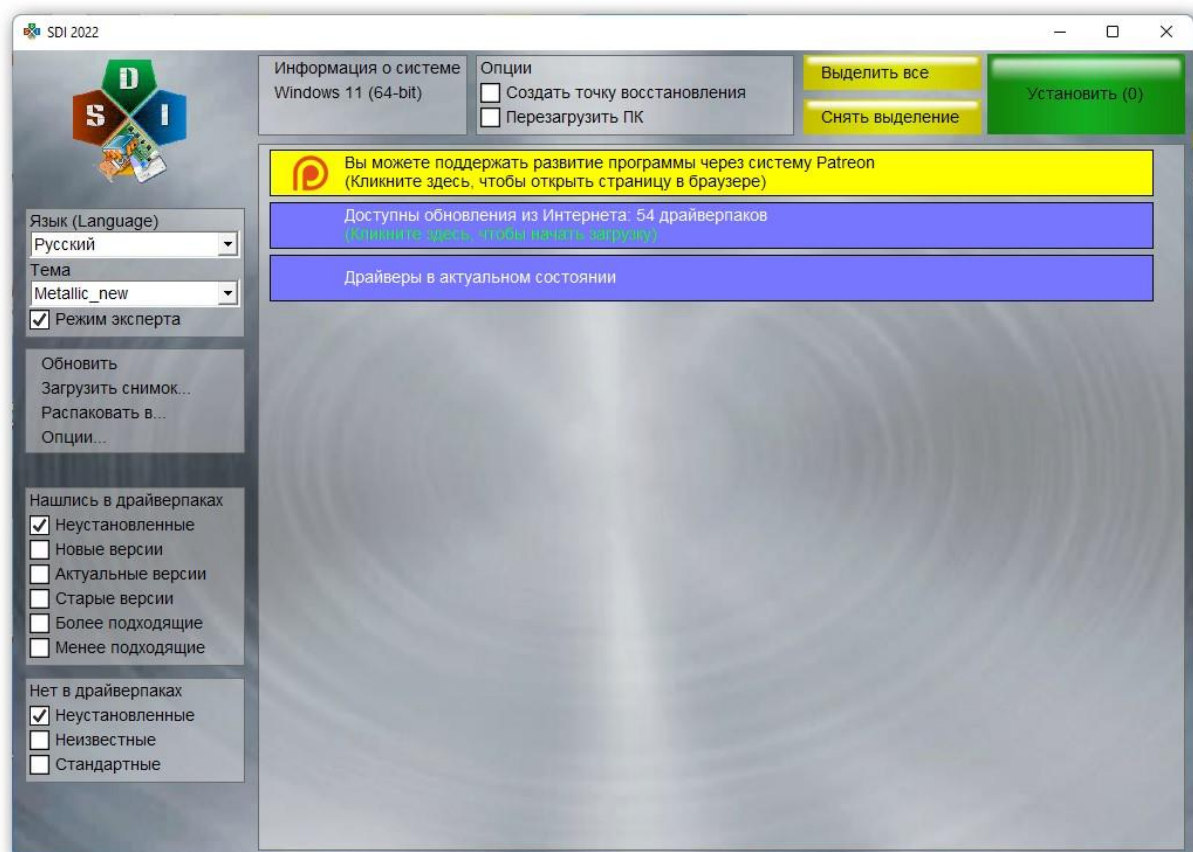 SDI 2022
D
S I
Информация о системе
Windows 11 (64-bit)
Опции
Создать точку восстановления
Перезагрузить ПК
Выделить все
Снять выделение
Установить (0)
Вы можете поддержать развитие программы через систему Patreon
(Кликните здесь, чтобы открыть страницу в браузере)
Доступны обновления из Интернета: 54 драйверпаков
(Кликните здесь, чтобы начать загрузку)
Драйверы в актуальном состоянии
Язык (Language)
Русский
Тема
Metallic_new
Режим эксперта
Обновить
Загрузить снимок...
Распаковать в...
Опции...
Нашлись в драйверпаках
Неустановленные
Новые версии
Актуальные версии
Старые версии
Более подходящие
Менее подходящие
Нет в драйверпаках
Неустановленные
Неизвестные
Стандартные